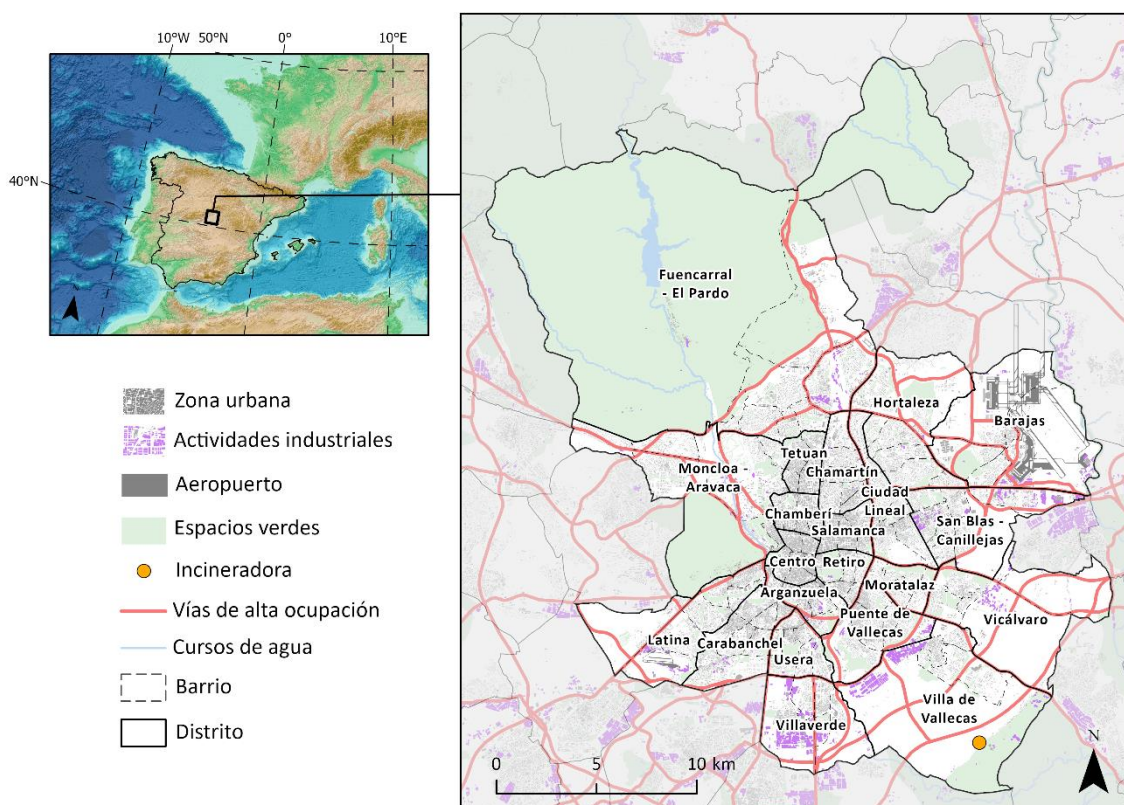 10°W 50°N 0° 10°E
40°N
Zona urbana
Actividades industriales
Aeropuerto
Espacios verdes
Incineradora
Vías de alta ocupación
Cursos de agua
Barrio
Distrito
Fuencarral
- El Pardo
Hortaleza
Barajas
Tetuan
Chamartín
Moncloa -
Aravaca
Ciudad
Lineal
Chamberí
Salamanca
San Blas -
Canillejas
Centro
Retiro
Moratalaz
Arganzuela
Puente de
Vallecas
Vicálvaro
Latina
Carabanchel
Usera
Villa de
Vallecas
Villaverde
N
0 5 10 km